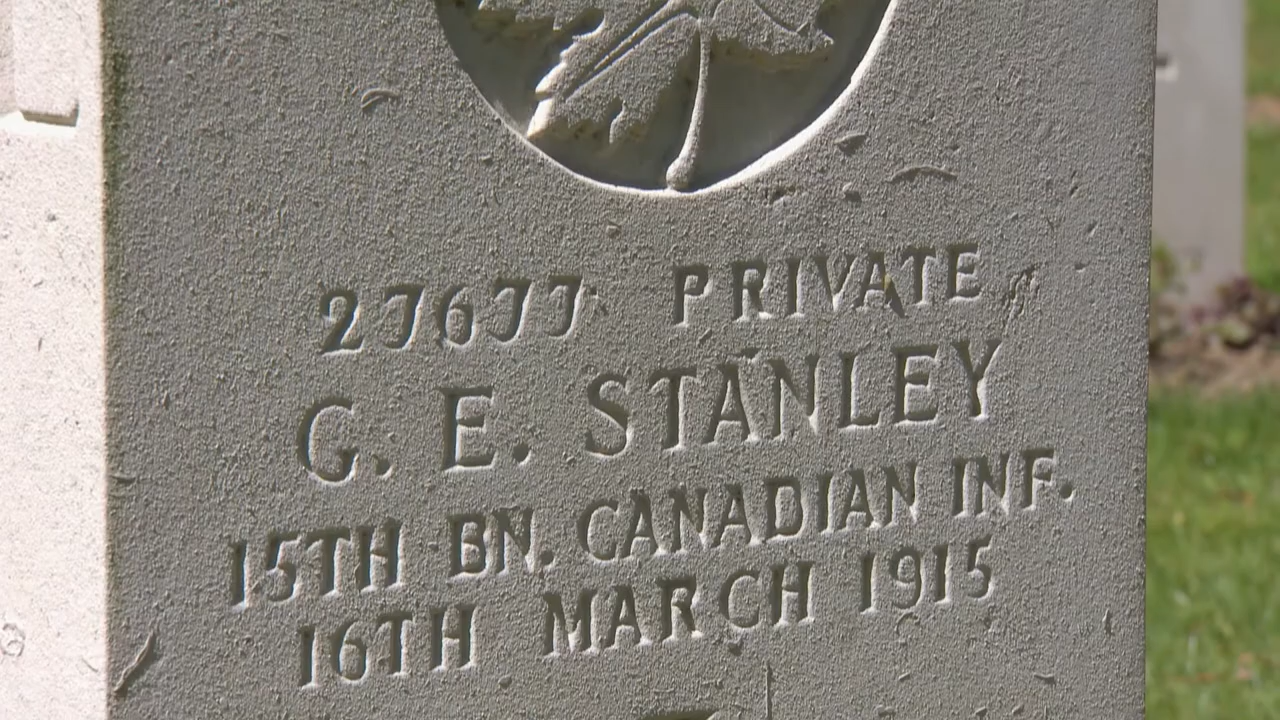 27677 PRIVATE
G. E. STANLEY
15TH BN. CANADIAN INF.
16TH MARCH 1915